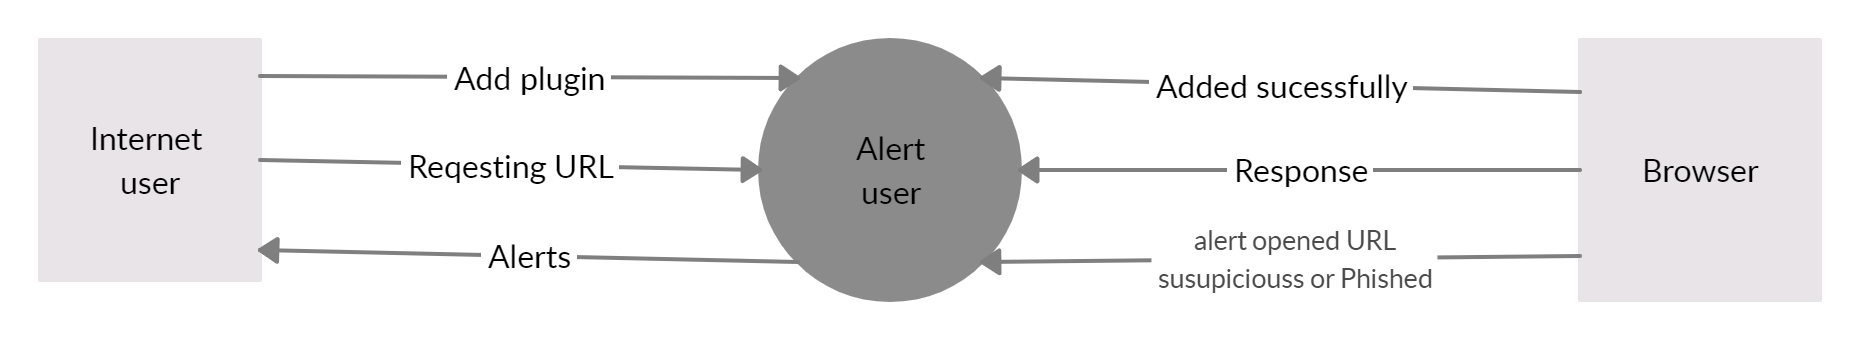 Internet
user
Add plugin
Reqesting URL
Alerts
Alert
user
Added sucessfully
Response
alert opened URL
susupiciouss or Phished
Browser